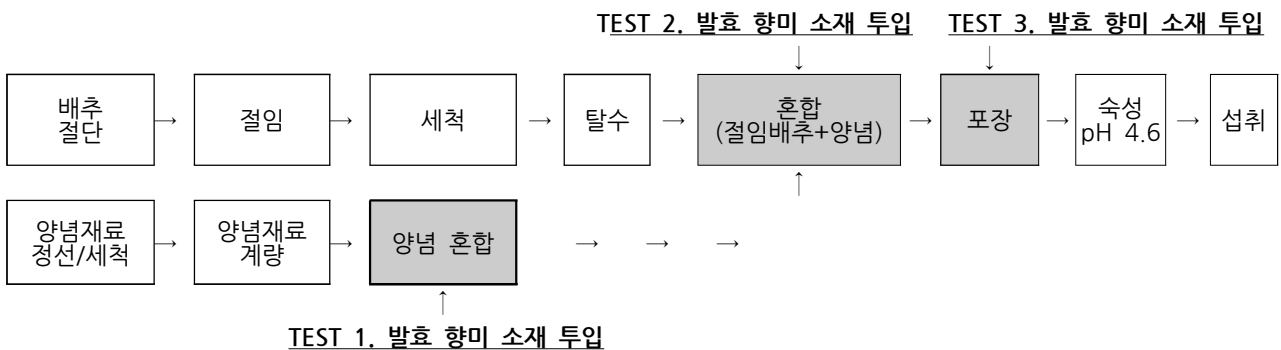 TEST 2. 발효 향미 소재 투입 TEST 3. 발효 향미 소재 투입
↓ ↓
배추
절단
→
절임
→
세척
→
탈수
→
혼합
(절임배추+양념)
→
포장
→
숙성
pH 4.6
→
섭취
↑
양념재료
정선/세척
→
양념재료
계량
→
양념 혼합
→ → →
↑
TEST 1. 발효 향미 소재 투입